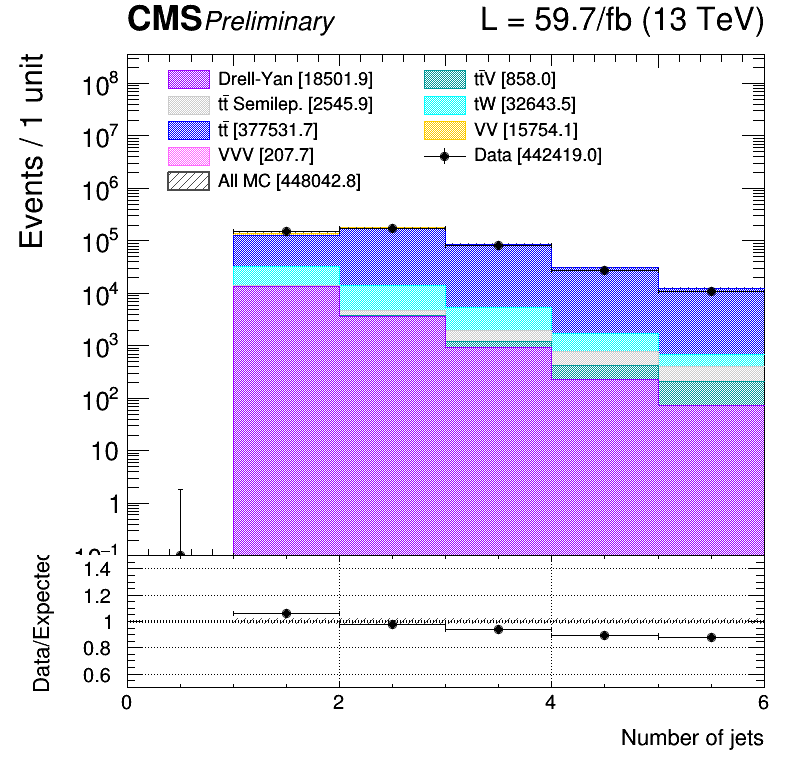 CMS Preliminary L = 59.7/fb (13 TeV)
Events / 1 unit
Drell-Yan [18501.9] tt̄V [858.0]
tt̄ Semilep. [2545.9] tW [32643.5]
tt̄ [377531.7] VV [15754.1]
VVV [207.7] Data [442419.0]
All MC [448042.8]
10⁸
10⁷
10⁶
10⁵
10⁴
10³
10²
10
1
10⁻¹
Data/Expected
1.4
1.2
1
0.8
0.6
0 2 4 6
Number of jets